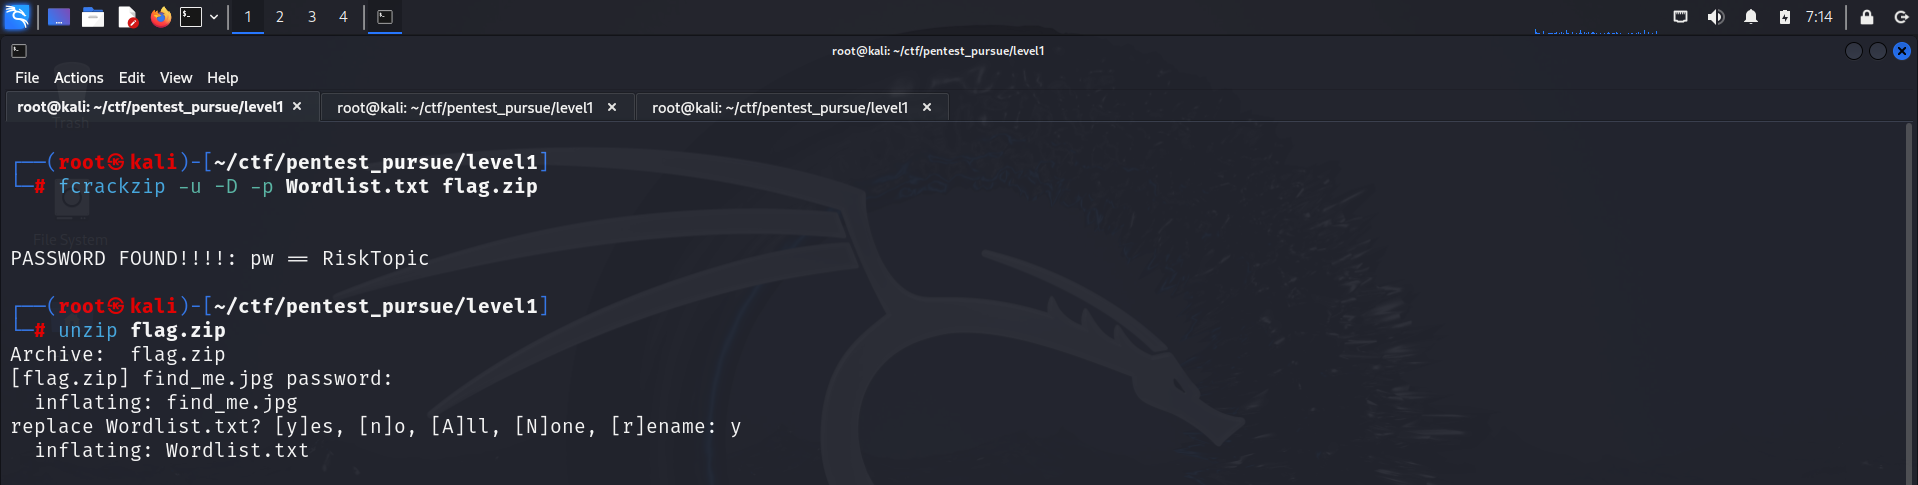 1 2 3 4 7:14
root@kali: ~/ctf/pentest_pursue/level1
File Actions Edit View Help
root@kali: ~/ctf/pentest_pursue/level1 × root@kali: ~/ctf/pentest_pursue/level1 × root@kali: ~/ctf/pentest_pursue/level1 ×
Trash
┌──(root㉿kali)-[~/ctf/pentest_pursue/level1]
└─# fcrackzip -u -D -p Wordlist.txt flag.zip
File System
PASSWORD FOUND!!!!: pw == RiskTopic
┌──(root㉿kali)-[~/ctf/pentest_pursue/level1]
└─# unzip flag.zip
Archive:  flag.zip
[flag.zip] find_me.jpg password:
  inflating: find_me.jpg
replace Wordlist.txt? [y]es, [n]o, [A]ll, [N]one, [r]ename: y
  inflating: Wordlist.txt